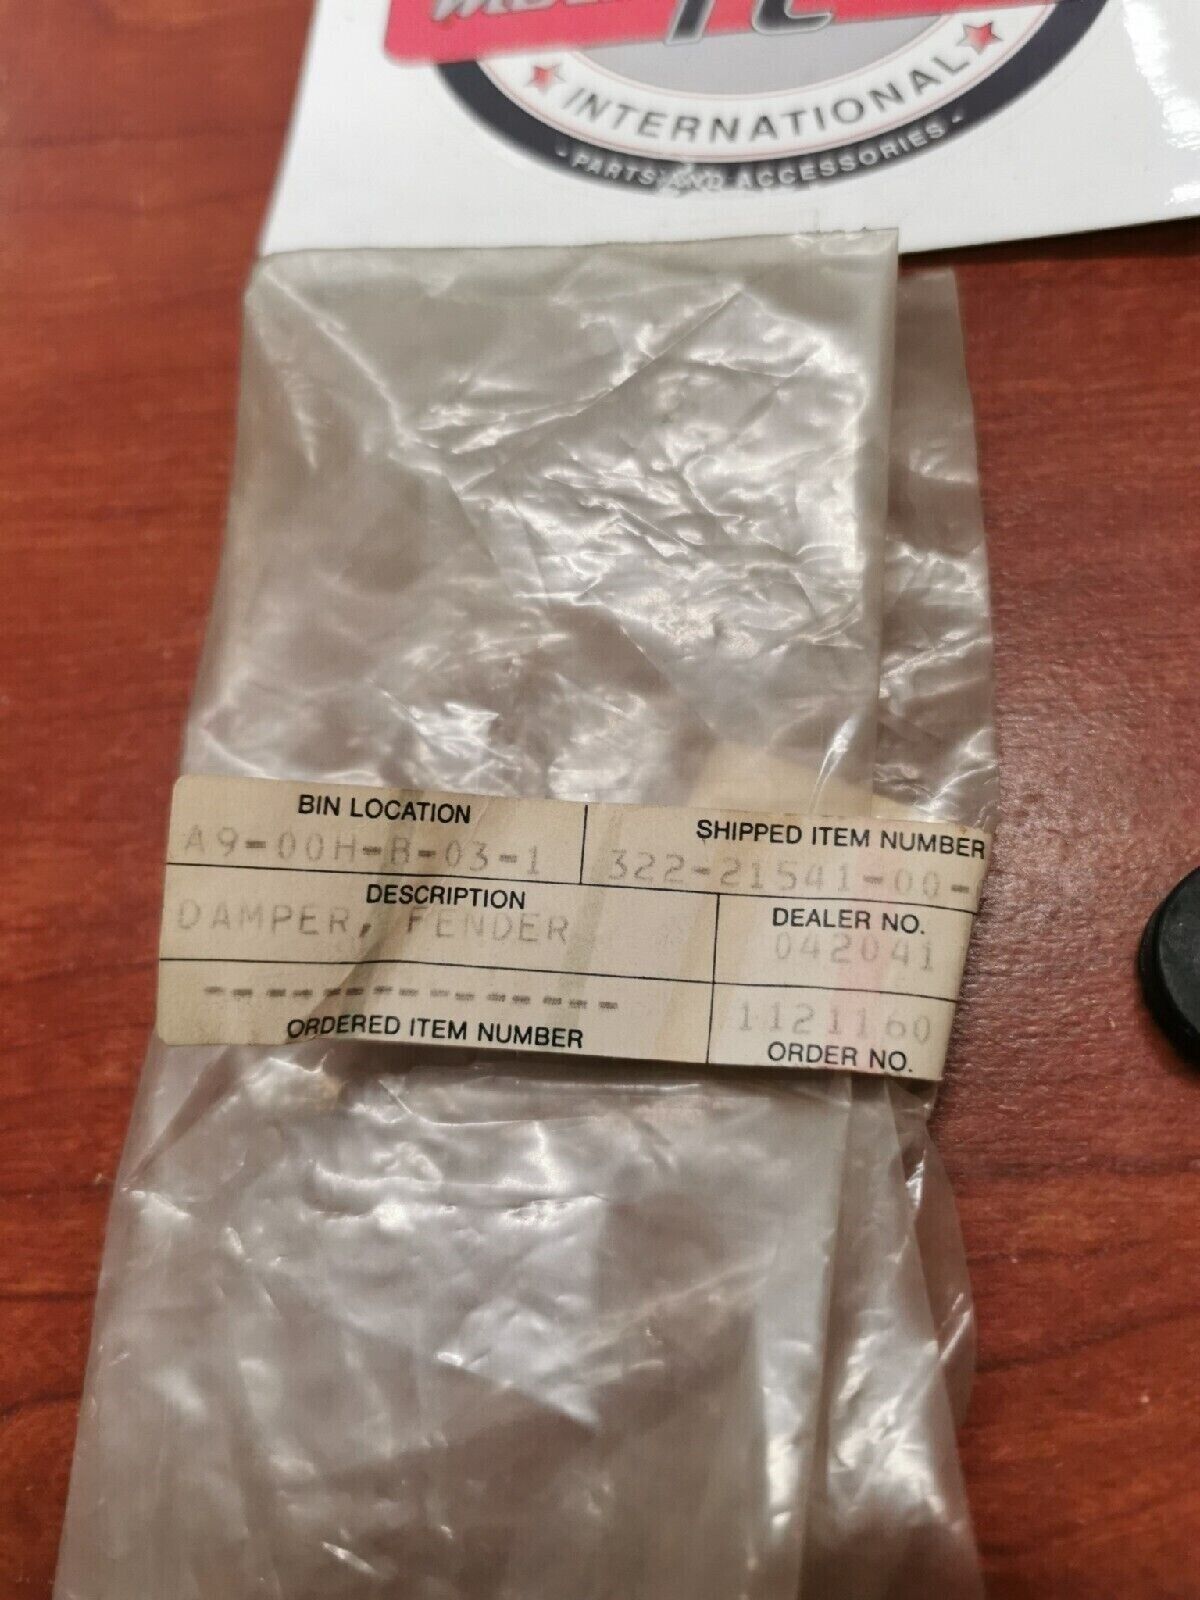 INTERNATIONAL
- PARTS AND ACCESSORIES -
BIN LOCATION
A9-00H-B-03-1
SHIPPED ITEM NUMBER
322-21541-00-
DESCRIPTION
DAMPER, FENDER
DEALER NO.
042041
-------------- 
ORDERED ITEM NUMBER
1121160
ORDER NO.